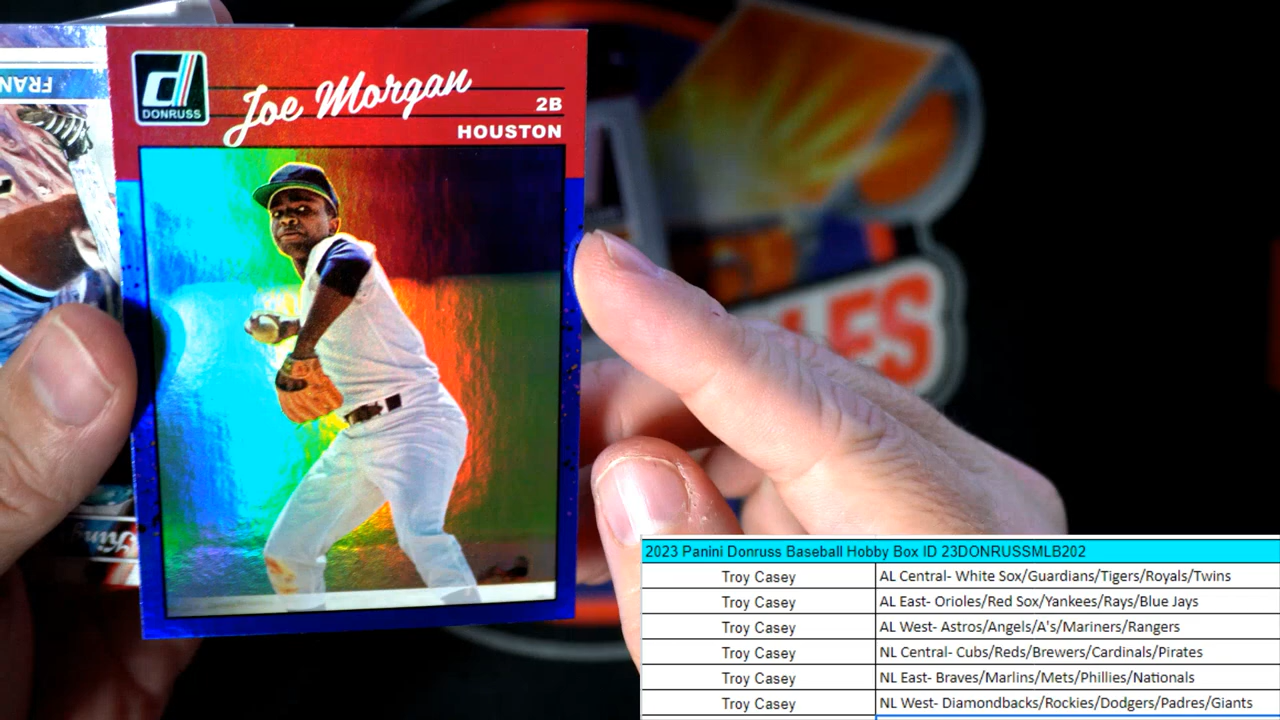 FRAN
DONRUSS
Joe Morgan
2B
HOUSTON
LES
2023 Panini Donruss Baseball Hobby Box ID 23DONRUSSMLB202
Troy Casey AL Central- White Sox/Guardians/Tigers/Royals/Twins
Troy Casey AL East- Orioles/Red Sox/Yankees/Rays/Blue Jays
Troy Casey AL West- Astros/Angels/A's/Mariners/Rangers
Troy Casey NL Central- Cubs/Reds/Brewers/Cardinals/Pirates
Troy Casey NL East- Braves/Marlins/Mets/Phillies/Nationals
Troy Casey NL West- Diamondbacks/Rockies/Dodgers/Padres/Giants